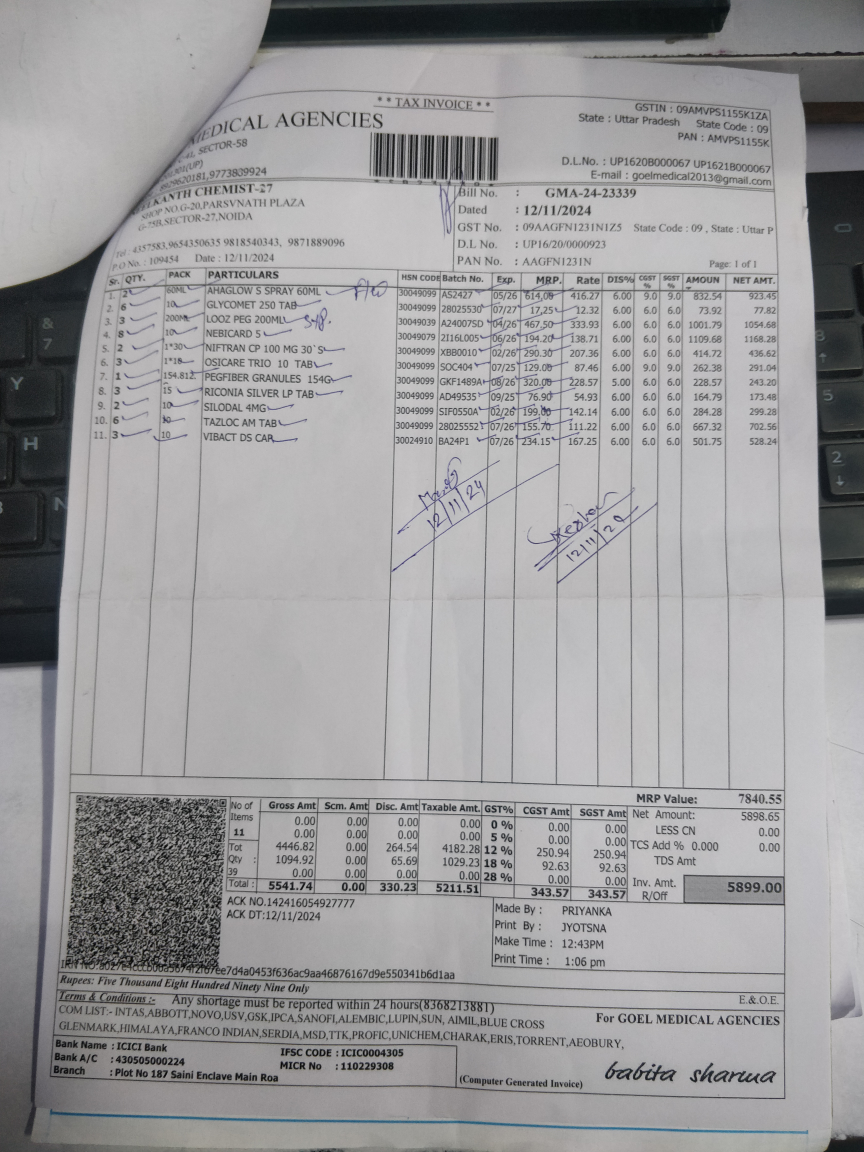 * * TAX INVOICE * *
MEDICAL AGENCIES
SECTOR-58
(UP)
8929620181,9773809924
GSTIN : 09AMVPS1155K1ZA
State : Uttar Pradesh State Code : 09
PAN : AMVPS1155K
D.L.No. : UP1620B000067 UP1621B000067
E-mail : goelmedical2013@gmail.com
CHEMIST-27
SHOP NO.G-20,PARSVNATH PLAZA
G-25B,SECTOR-27,NOIDA
Tel : 4357583,9654350635 9818540343, 9871889096
P.O No. : 109454 Date : 12/11/2024
Bill No. : GMA-24-23339
Dated : 12/11/2024
GST No. : 09AAGFN1231N1Z5 State Code : 09 , State : Uttar P
D.L No. : UP16/20/0000923
PAN No. : AAGFN1231N Page: 1 of 1
Sr. QTY. PACK PARTICULARS HSN CODE Batch No. Exp. MRP. Rate DIS% CGST % SGST % AMOUN NET AMT.
1. 2 60ML AHAGLOW S SPRAY 60ML 30049099 AS2427 05/26 614.00 416.27 6.00 9.0 9.0 832.54 923.45
2. 6 10 GLYCOMET 250 TAB 30049099 28025530 07/27 17.25 12.32 6.00 6.0 6.0 73.92 77.82
3. 3 200ML LOOZ PEG 200ML Syp. 30049039 A24007SD 04/26 467.50 333.93 6.00 6.0 6.0 1001.79 1054.68
4. 8 10 NEBICARD 5 30049079 2I16L005 06/26 194.20 138.71 6.00 6.0 6.0 1109.68 1168.28
5. 2 1*30 NIFTRAN CP 100 MG 30`S 30049099 XBB0010 02/26 290.30 207.36 6.00 6.0 6.0 414.72 436.62
6. 3 1*18 OSICARE TRIO 10 TAB 30049099 SOC404 07/25 129.00 87.46 6.00 9.0 9.0 262.38 291.04
7. 1 154.812 PEGFIBER GRANULES 154G 30049099 GKF1489A 08/26 320.00 228.57 5.00 6.0 6.0 228.57 243.20
8. 3 15 RICONIA SILVER LP TAB 30049099 AD49535 09/25 76.90 54.93 6.00 6.0 6.0 164.79 173.48
9. 2 10 SILODAL 4MG 30049099 SIF0550A 02/26 199.00 142.14 6.00 6.0 6.0 284.28 299.28
10. 6 10 TAZLOC AM TAB 30049099 28025552 07/26 155.70 111.22 6.00 6.0 6.0 667.32 702.56
11. 3 10 VIBACT DS CAP 30024910 BA24P1 07/26 234.15 167.25 6.00 6.0 6.0 501.75 528.24
12/11/24
12/11/24
MRP Value: 7840.55
No of Items 11 Tot Qty : 39
Gross Amt Scm. Amt Disc. Amt Taxable Amt. GST% CGST Amt SGST Amt
0.00 0.00 0.00 0.00 0 % 0.00 0.00
0.00 0.00 0.00 0.00 5 % 0.00 0.00
4446.82 0.00 264.54 4182.28 12 % 250.94 250.94
1094.92 0.00 65.69 1029.23 18 % 92.63 92.63
0.00 0.00 0.00 0.00 28 % 0.00 0.00
Total : 5541.74 0.00 330.23 5211.51 343.57 343.57
Net Amount: 5898.65
LESS CN 0.00
TCS Add % 0.000 0.00
TDS Amt
Inv. Amt. R/Off 5899.00
ACK NO.142416054927777
ACK DT:12/11/2024
Made By : PRIYANKA
Print By : JYOTSNA
Make Time : 12:43PM
Print Time : 1:06 pm
Rupees: Five Thousand Eight Hundred Ninety Nine Only
E.&.O.E.
Terms & Conditions :- Any shortage must be reported within 24 hours(8368213881)
COM LIST:- INTAS,ABBOTT,NOVO,USV,GSK,IPCA,SANOFI,ALEMBIC,LUPIN,SUN, AIMIL,BLUE CROSS
GLENMARK,HIMALAYA,FRANCO INDIAN,SERDIA,MSD,TTK,PROFIC,UNICHEM,CHARAK,ERIS,TORRENT,AEOBURY,
For GOEL MEDICAL AGENCIES
Bank Name : ICICI Bank
Bank A/C : 430505000224 IFSC CODE : ICIC0004305
Branch : Plot No 187 Saini Enclave Main Roa MICR No : 110229308
(Computer Generated Invoice)
babita sharma